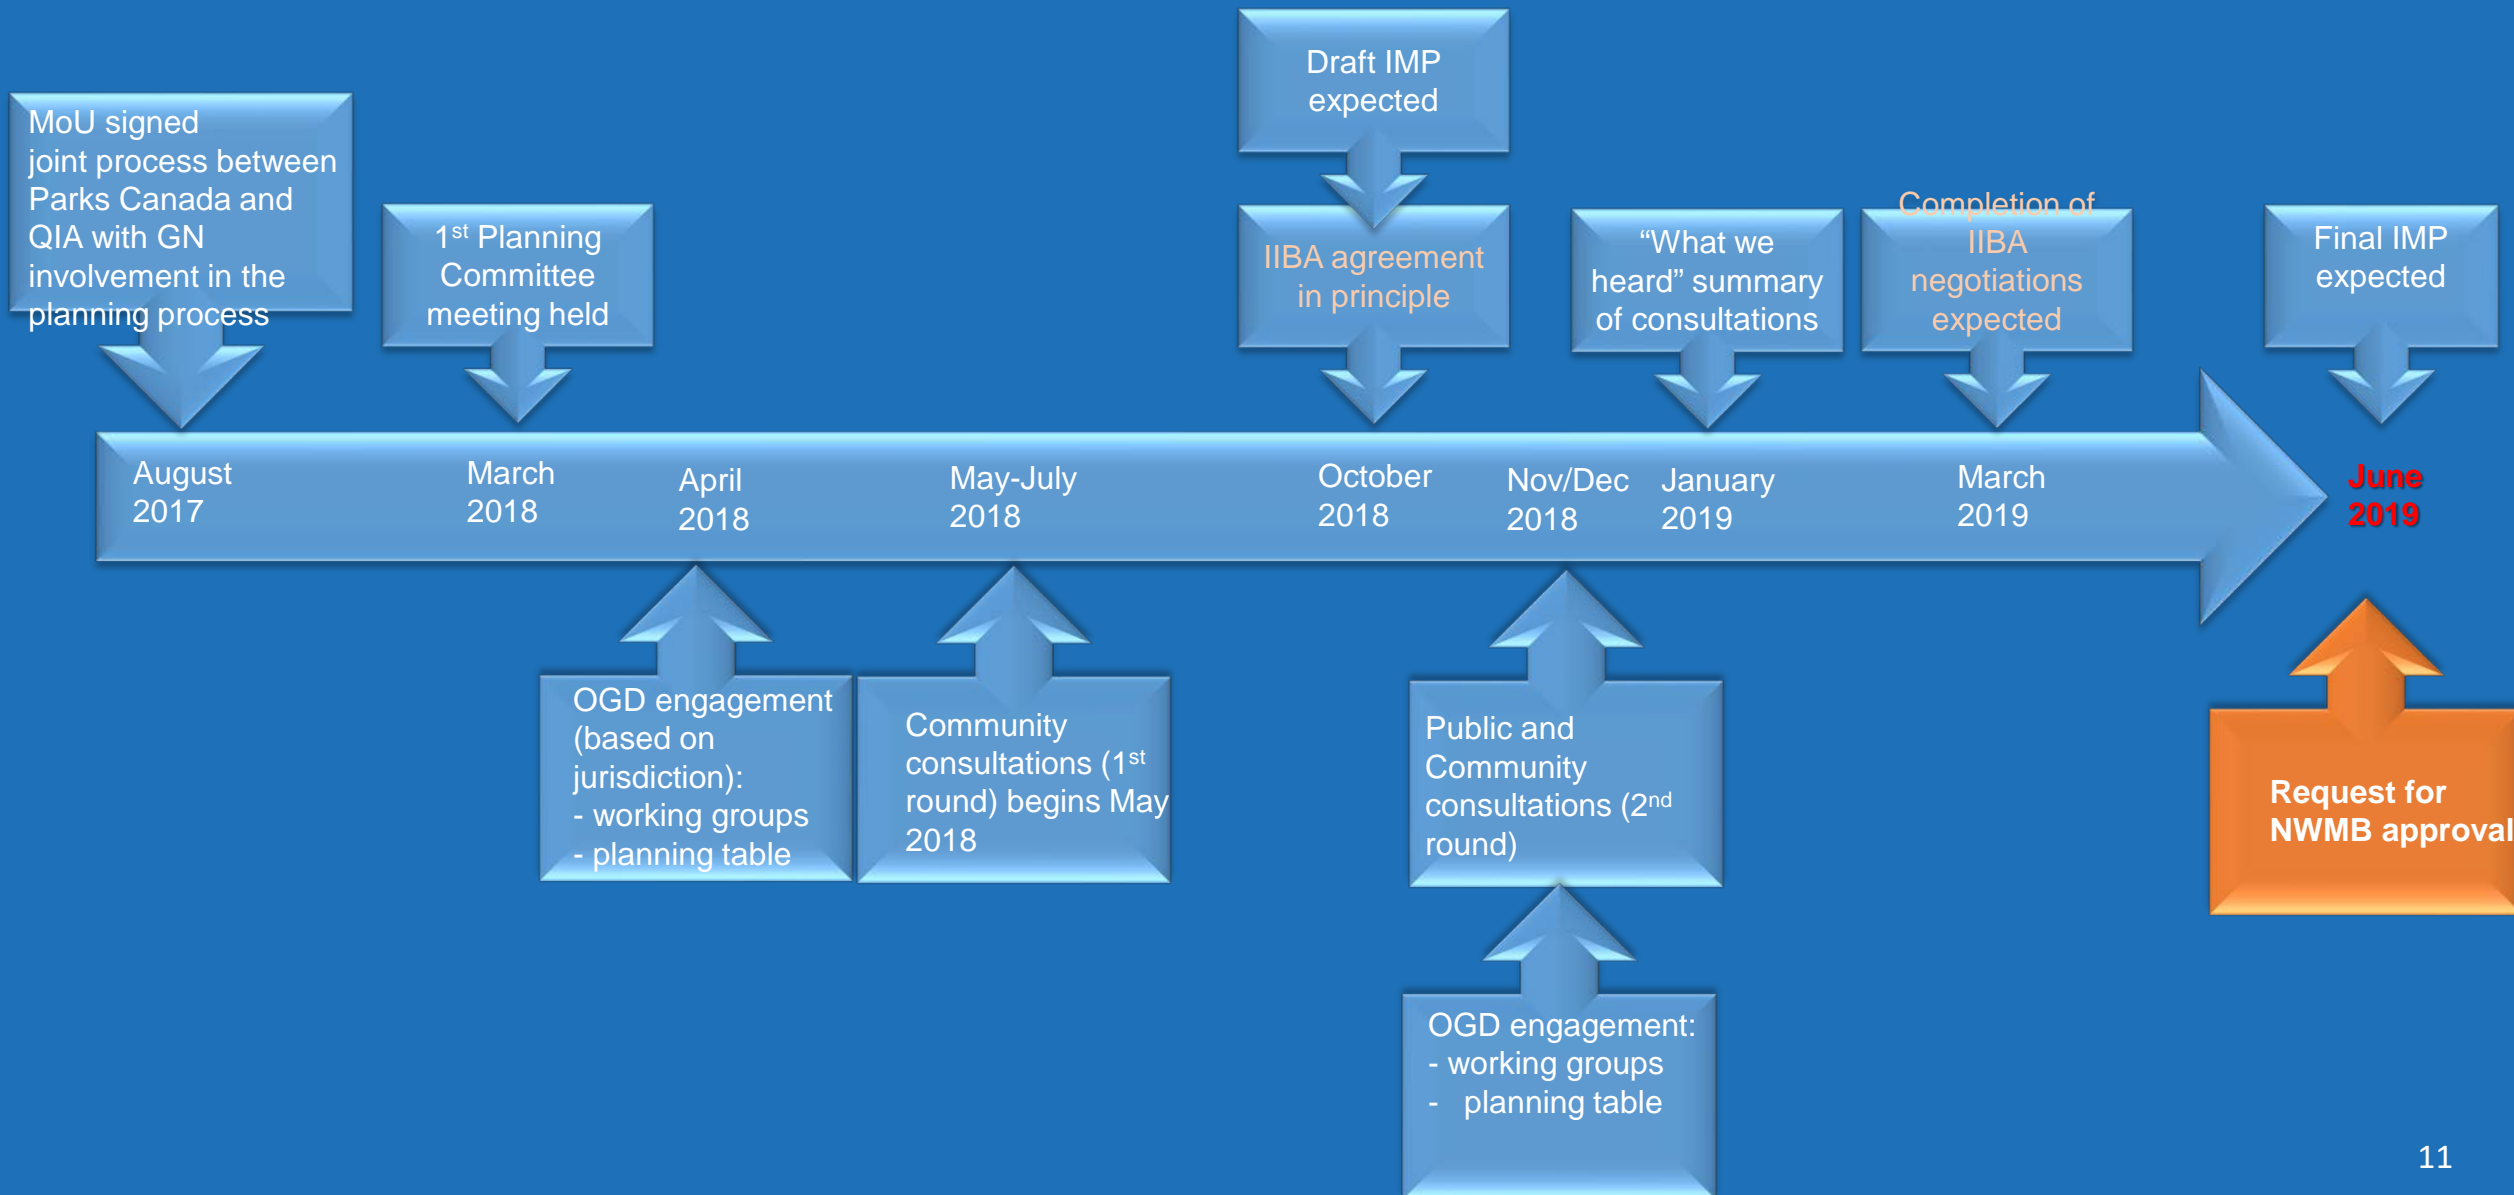 Draft IMP
expected
MoU signed
joint process between
Parks Canada and
QIA with GN
involvement in the
planning process
1st Planning
Committee
meeting held
IIBA agreement
in principle
“What we
heard” summary
of consultations
Completion of
IIBA
negotiations
expected
Final IMP
expected
August
2017
March
2018
April
2018
May-July
2018
October
2018
Nov/Dec
2018
January
2019
March
2019
June
2019
OGD engagement
(based on
jurisdiction):
- working groups
- planning table
Community
consultations (1st
round) begins May
2018
Public and
Community
consultations (2nd
round)
Request for
NWMB approval
OGD engagement:
- working groups
- planning table
11